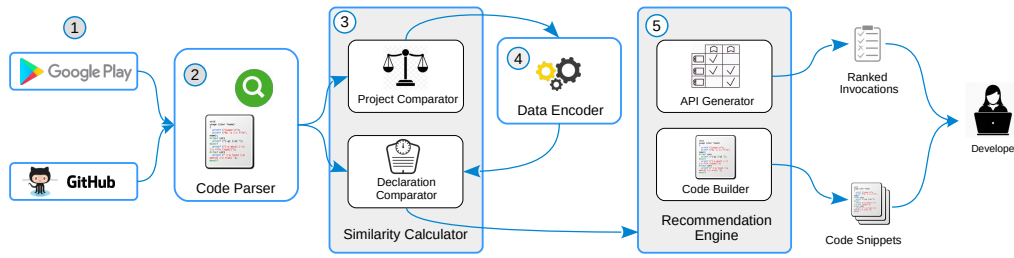 1
Google Play
GitHub
2
Code Parser
3
Project Comparator
Declaration
Comparator
Similarity Calculator
4
Data Encoder
5
API Generator
Code Builder
Recommendation
Engine
Ranked
Invocations
Code Snippets
Develope